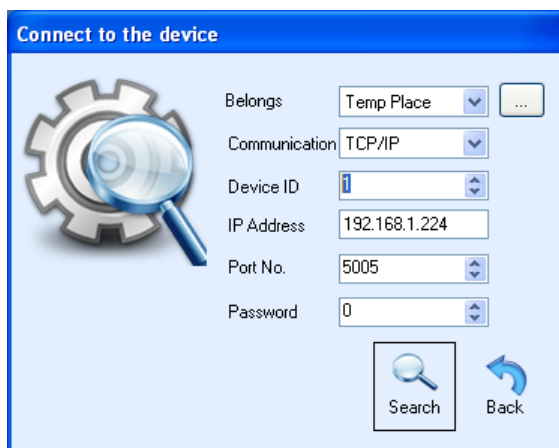 Connect to the device
Belongs Temp Place ...
Communication TCP/IP
Device ID 1
IP Address 192.168.1.224
Port No. 5005
Password 0
Search Back